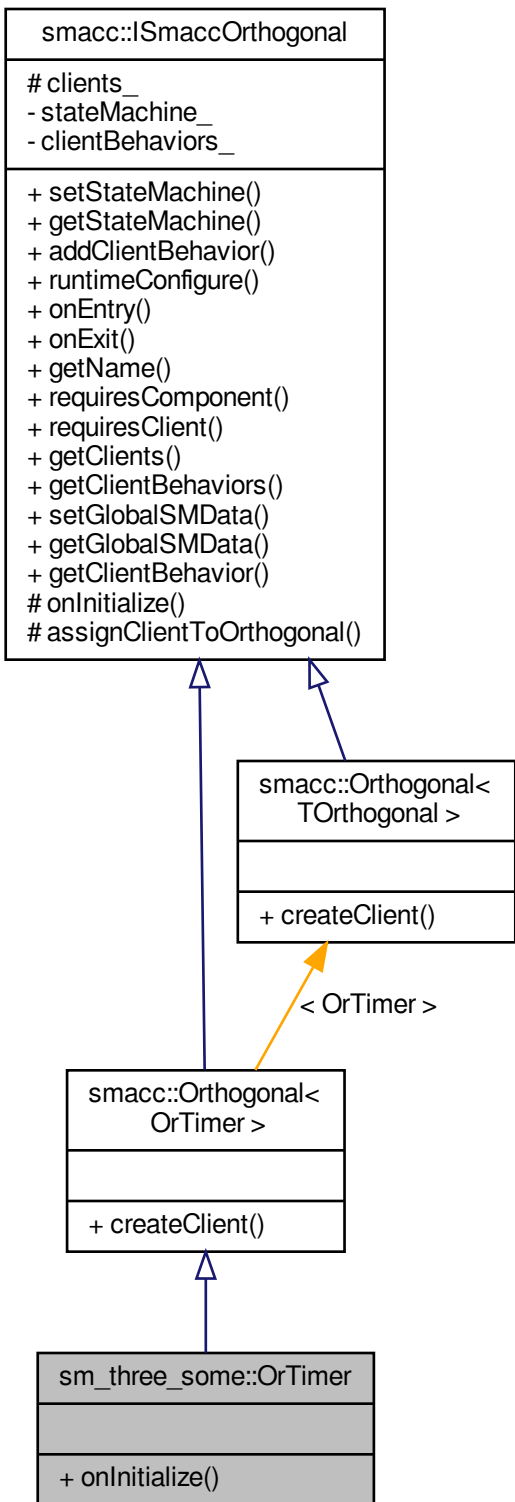 smacc::ISmaccOrthogonal
# clients_
- stateMachine_
- clientBehaviors_
+ setStateMachine()
+ getStateMachine()
+ addClientBehavior()
+ runtimeConfigure()
+ onEntry()
+ onExit()
+ getName()
+ requiresComponent()
+ requiresClient()
+ getClients()
+ getClientBehaviors()
+ setGlobalSMData()
+ getGlobalSMData()
+ getClientBehavior()
# onInitialize()
# assignClientToOrthogonal()
smacc::Orthogonal<
TOrthogonal >
+ createClient()
< OrTimer >
smacc::Orthogonal<
OrTimer >
+ createClient()
sm_three_some::OrTimer
+ onInitialize()